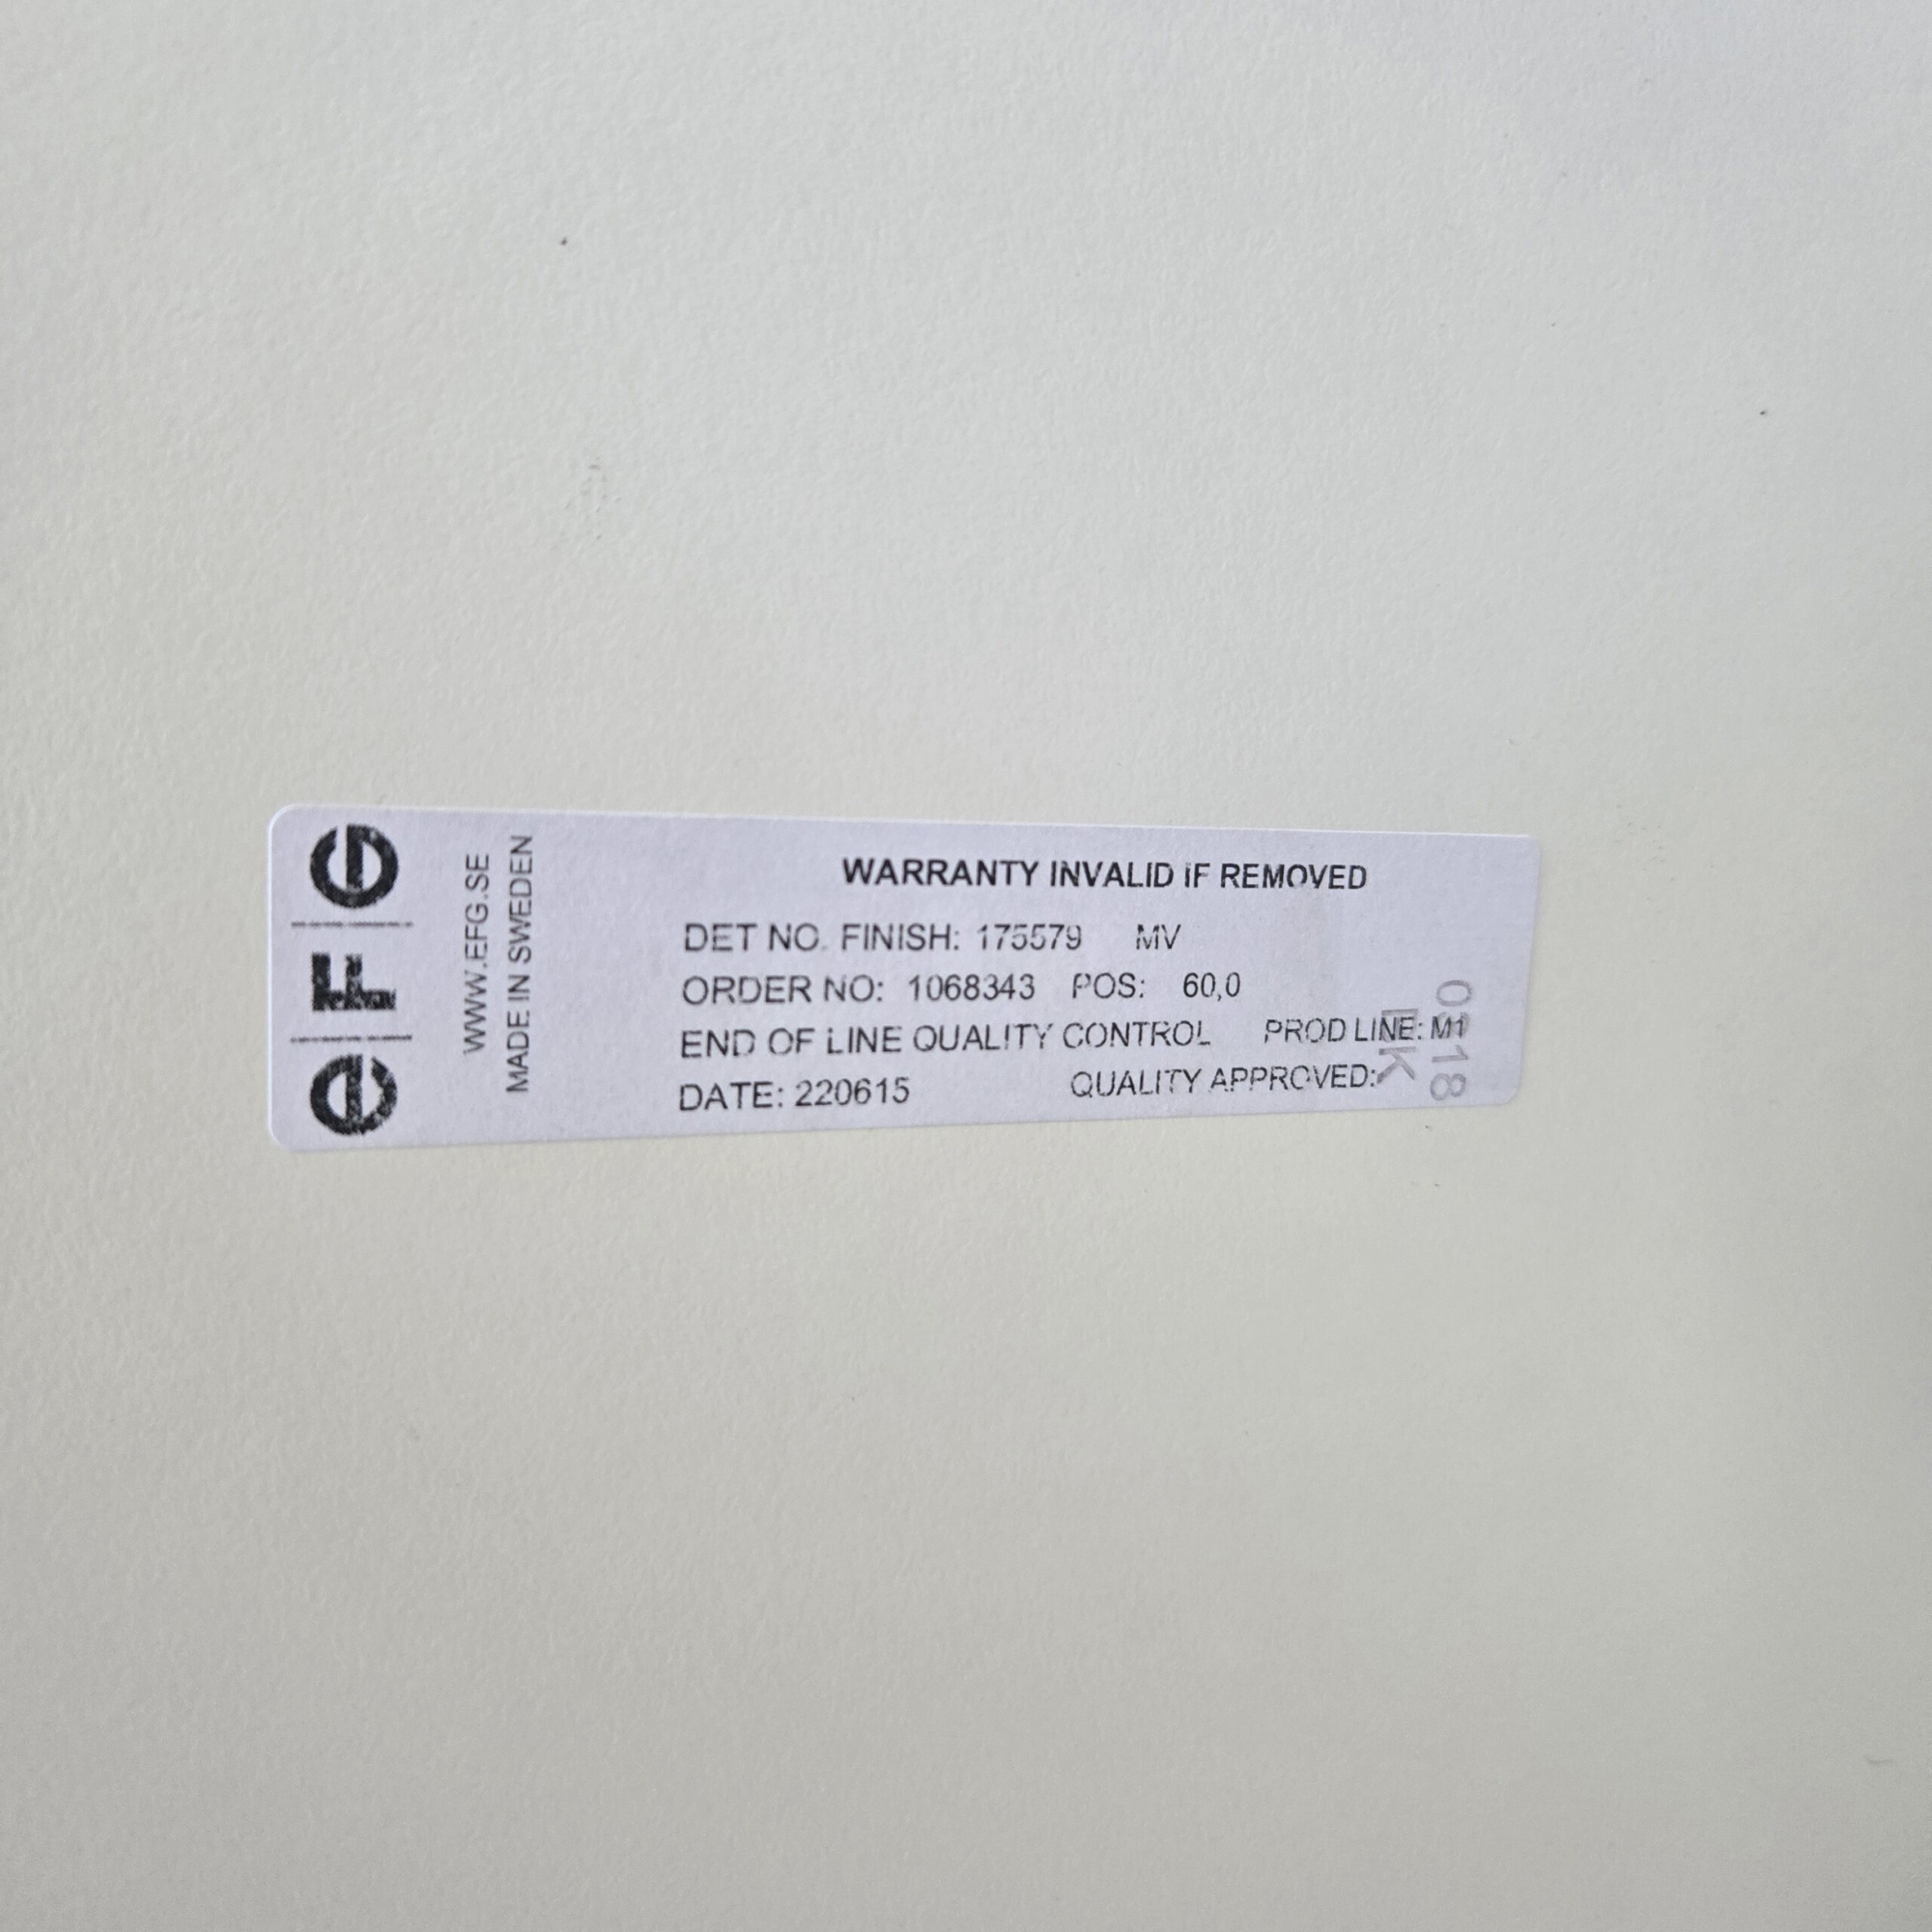 eFG
WWW.EFG.SE
MADE IN SWEDEN
WARRANTY INVALID IF REMOVED
DET NO. FINISH: 175579 MV
ORDER NO: 1068343 POS: 60,0
END OF LINE QUALITY CONTROL PROD LINE: M1
DATE: 220615 QUALITY APPROVED: